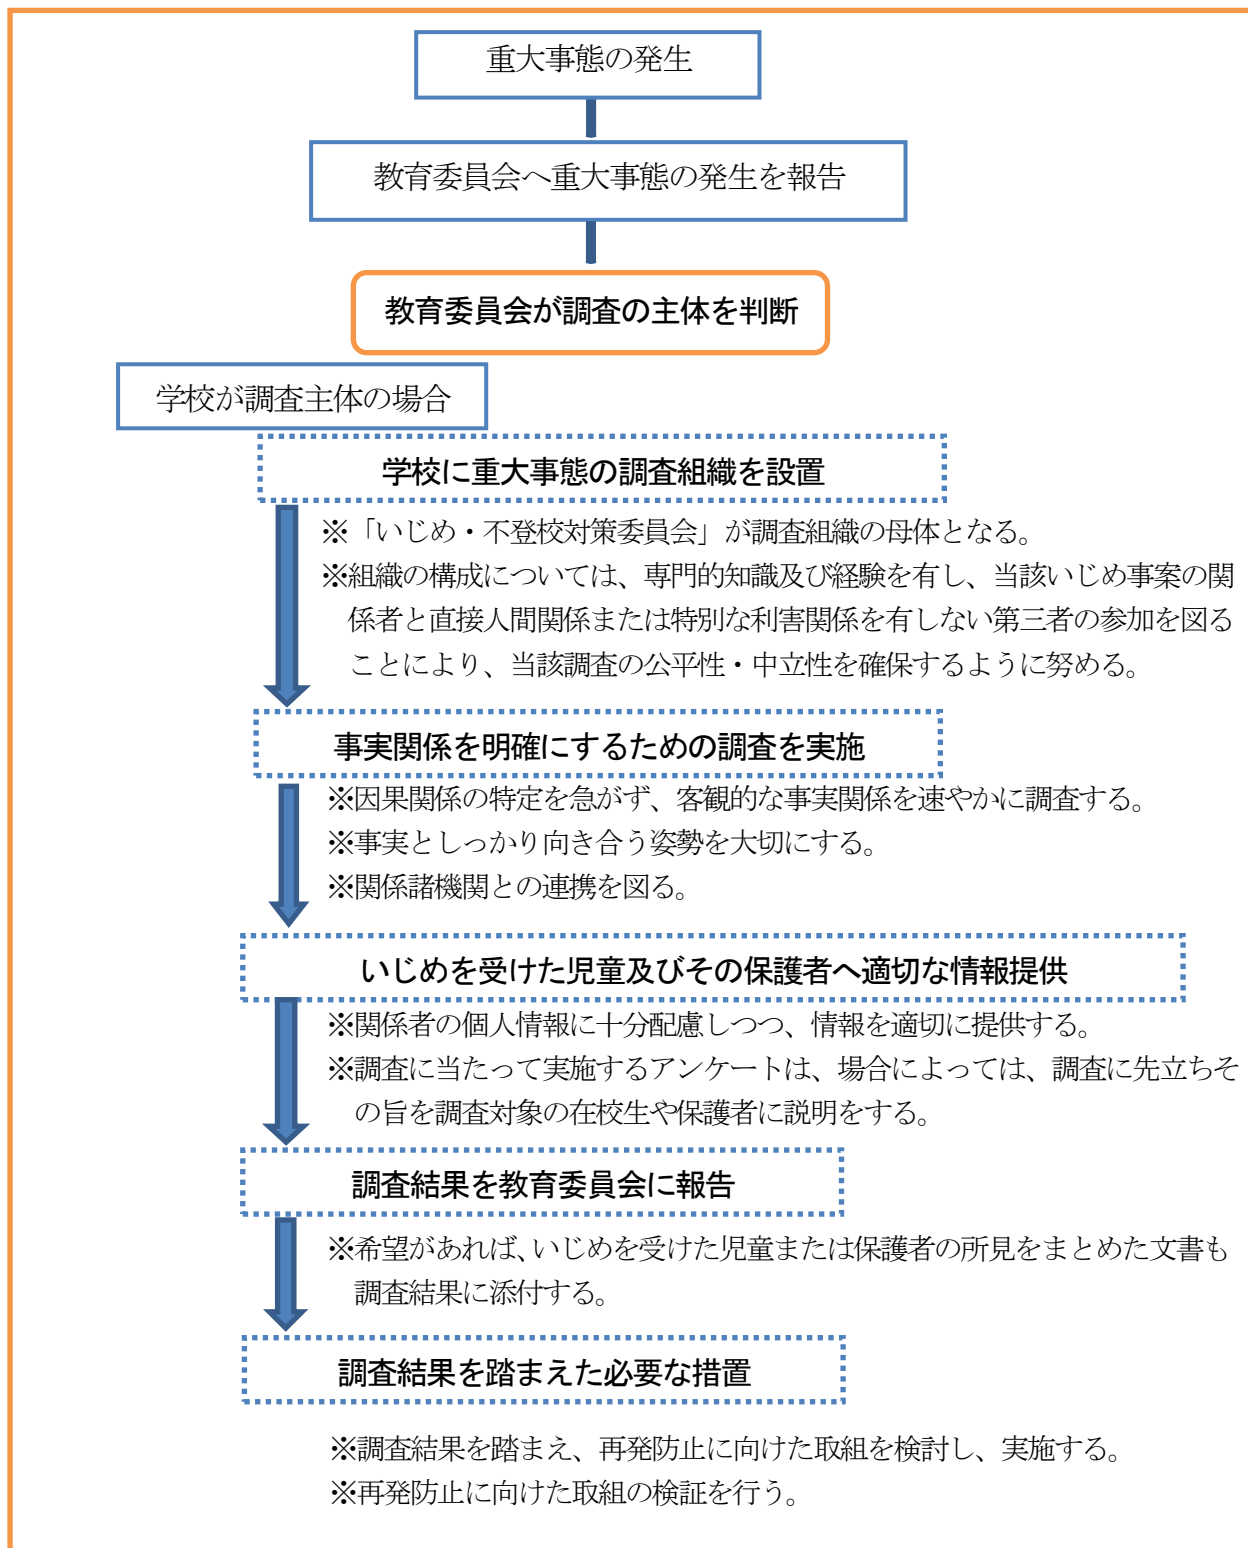 重大事態の発生
教育委員会へ重大事態の発生を報告
教育委員会が調査の主体を判断
学校が調査主体の場合
学校に重大事態の調査組織を設置
※「いじめ・不登校対策委員会」が調査組織の母体となる。
※組織の構成については、専門的知識及び経験を有し、当該いじめ事案の関
係者と直接人間関係または特別な利害関係を有しない第三者の参加を図る
ことにより、当該調査の公平性・中立性を確保するように努める。
事実関係を明確にするための調査を実施
※因果関係の特定を急がず、客観的な事実関係を速やかに調査する。
※事実としっかり向き合う姿勢を大切にする。
※関係諸機関との連携を図る。
いじめを受けた児童及びその保護者へ適切な情報提供
※関係者の個人情報に十分配慮しつつ、情報を適切に提供する。
※調査に当たって実施するアンケートは、場合によっては、調査に先立ちそ
の旨を調査対象の在校生や保護者に説明をする。
調査結果を教育委員会に報告
※希望があれば、いじめを受けた児童または保護者の所見をまとめた文書も
調査結果に添付する。
調査結果を踏まえた必要な措置
※調査結果を踏まえ、再発防止に向けた取組を検討し、実施する。
※再発防止に向けた取組の検証を行う。